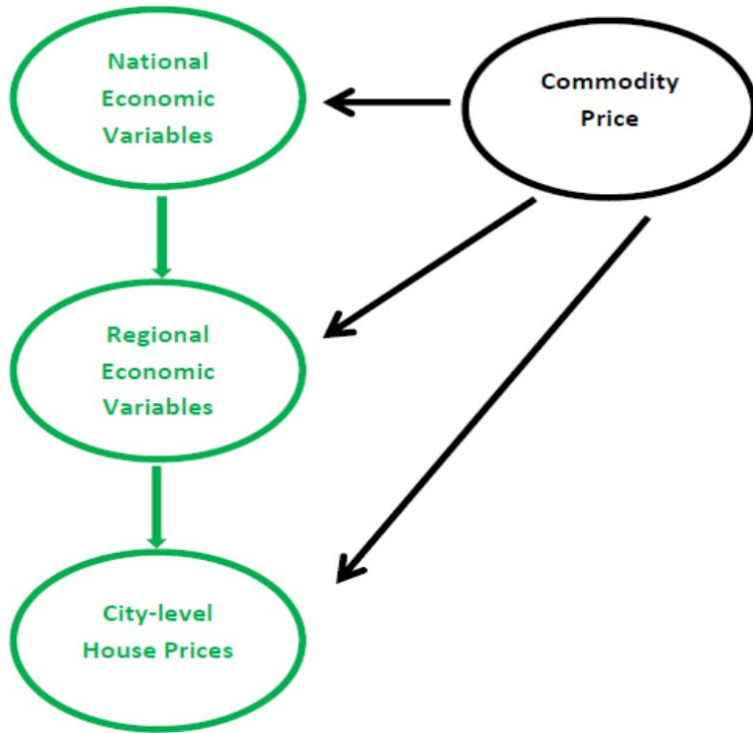 National
Economic
Variables
Commodity
Price
Regional
Economic
Variables
City-level
House Prices